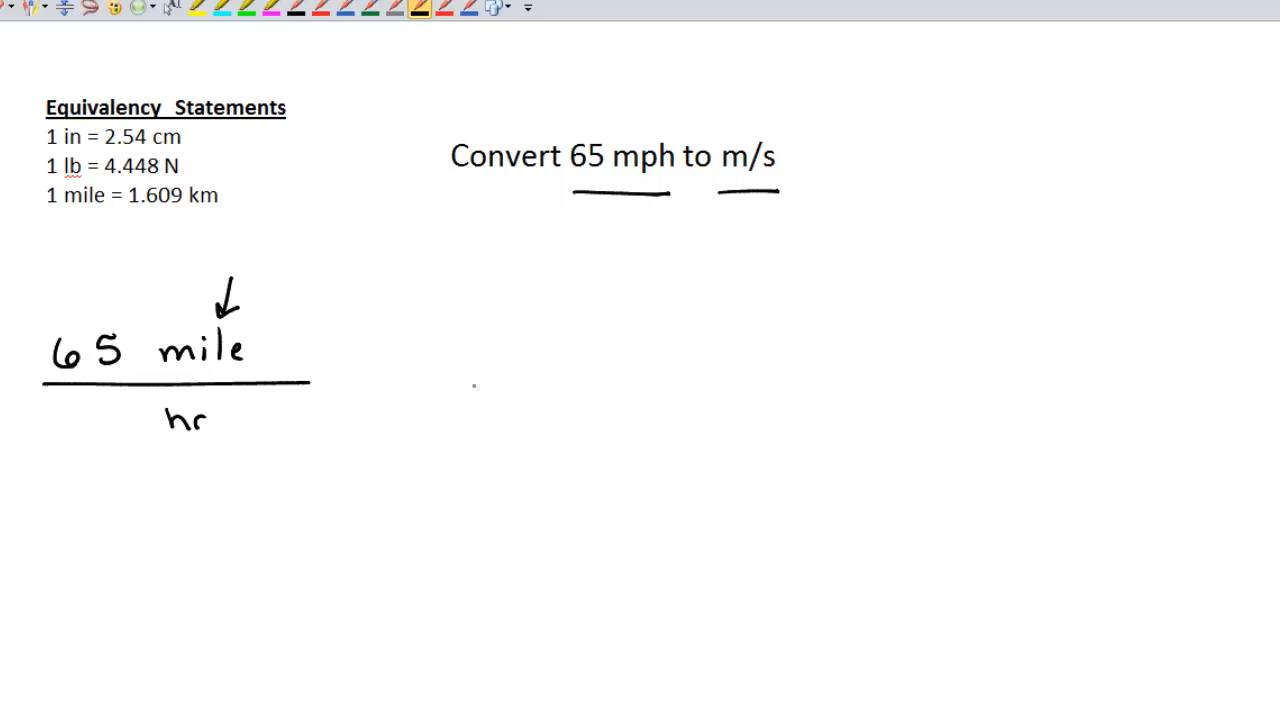 Equivalency Statements
1 in = 2.54 cm
1 lb = 4.448 N
1 mile = 1.609 km
Convert 65 mph to m/s
65 mile
hr